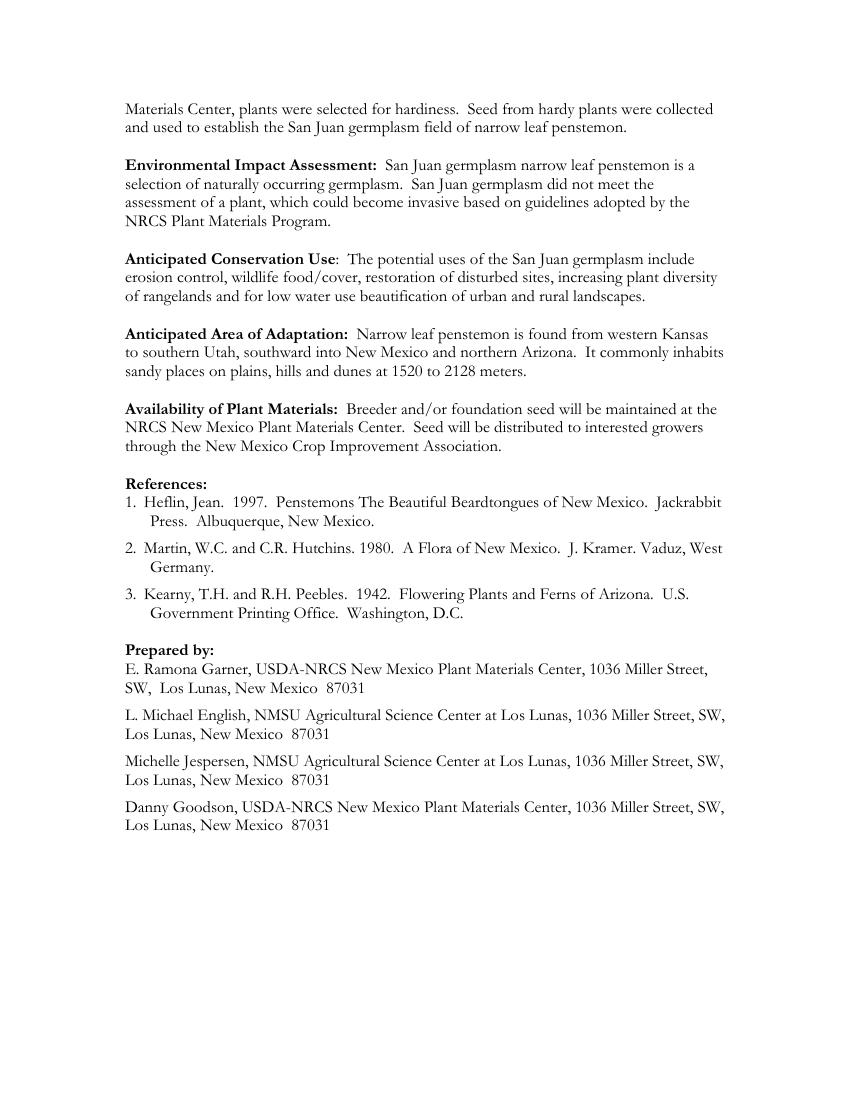 Materials Center, plants were selected for hardiness.  Seed from hardy plants were collected
and used to establish the San Juan germplasm field of narrow leaf penstemon.
Environmental Impact Assessment:  San Juan germplasm narrow leaf penstemon is a
selection of naturally occurring germplasm.  San Juan germplasm did not meet the
assessment of a plant, which could become invasive based on guidelines adopted by the
NRCS Plant Materials Program.
Anticipated Conservation Use:  The potential uses of the San Juan germplasm include
erosion control, wildlife food/cover, restoration of disturbed sites, increasing plant diversity
of rangelands and for low water use beautification of urban and rural landscapes.
Anticipated Area of Adaptation:  Narrow leaf penstemon is found from western Kansas
to southern Utah, southward into New Mexico and northern Arizona.  It commonly inhabits
sandy places on plains, hills and dunes at 1520 to 2128 meters.
Availability of Plant Materials:  Breeder and/or foundation seed will be maintained at the
NRCS New Mexico Plant Materials Center.  Seed will be distributed to interested growers
through the New Mexico Crop Improvement Association.
References:
1.  Heflin, Jean.  1997.  Penstemons The Beautiful Beardtongues of New Mexico.  Jackrabbit
Press.  Albuquerque, New Mexico.
2.  Martin, W.C. and C.R. Hutchins. 1980.  A Flora of New Mexico.  J. Kramer. Vaduz, West
Germany.
3.  Kearny, T.H. and R.H. Peebles.  1942.  Flowering Plants and Ferns of Arizona.  U.S.
Government Printing Office.  Washington, D.C.
Prepared by:
E. Ramona Garner, USDA-NRCS New Mexico Plant Materials Center, 1036 Miller Street,
SW,  Los Lunas, New Mexico  87031
L. Michael English, NMSU Agricultural Science Center at Los Lunas, 1036 Miller Street, SW,
Los Lunas, New Mexico  87031
Michelle Jespersen, NMSU Agricultural Science Center at Los Lunas, 1036 Miller Street, SW,
Los Lunas, New Mexico  87031
Danny Goodson, USDA-NRCS New Mexico Plant Materials Center, 1036 Miller Street, SW,
Los Lunas, New Mexico  87031